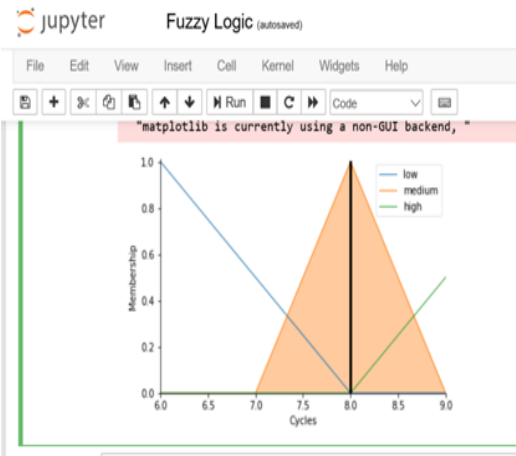 jupyter Fuzzy Logic (autosaved)
File Edit View Insert Cell Kernel Widgets Help
Run Code
"matplotlib is currently using a non-GUI backend, "
low
medium
high
Membership
1.0
0.8
0.6
0.4
0.2
0.0
6.0 6.5 7.0 7.5 8.0 8.5 9.0
Cycles